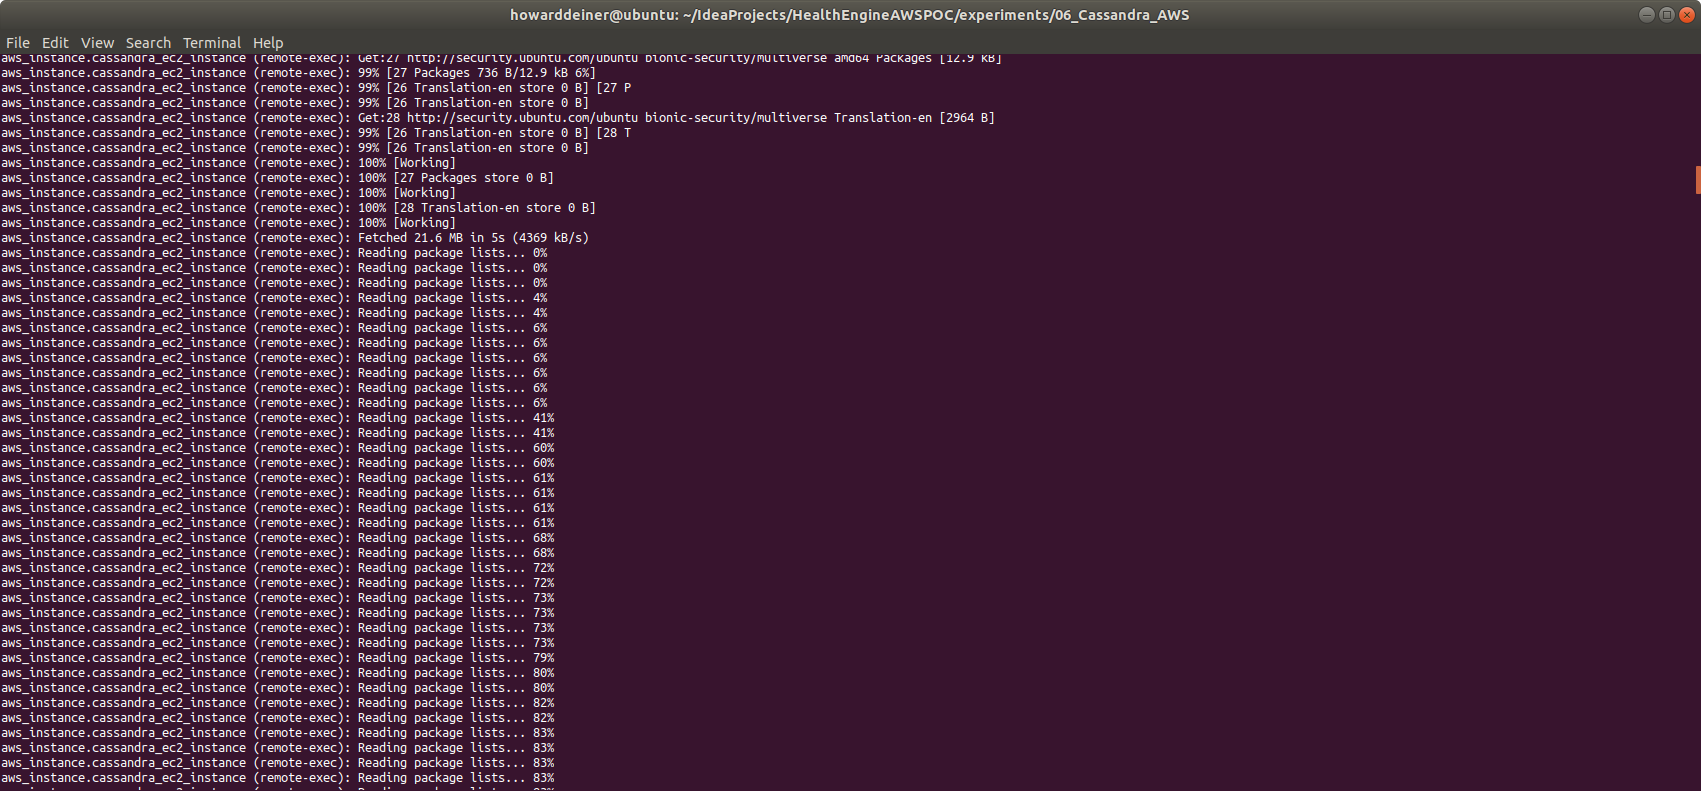 howarddeiner@ubuntu: ~/IdeaProjects/HealthEngineAWSPOC/experiments/06_Cassandra_AWS
File Edit View Search Terminal Help
aws_instance.cassandra_ec2_instance (remote-exec): Get:27 http://security.ubuntu.com/ubuntu bionic-security/multiverse amd64 Packages [12.9 kB]
aws_instance.cassandra_ec2_instance (remote-exec): 99% [27 Packages 736 B/12.9 kB 6%]
aws_instance.cassandra_ec2_instance (remote-exec): 99% [26 Translation-en store 0 B] [27 P
aws_instance.cassandra_ec2_instance (remote-exec): 99% [26 Translation-en store 0 B]
aws_instance.cassandra_ec2_instance (remote-exec): Get:28 http://security.ubuntu.com/ubuntu bionic-security/multiverse Translation-en [2964 B]
aws_instance.cassandra_ec2_instance (remote-exec): 99% [26 Translation-en store 0 B] [28 T
aws_instance.cassandra_ec2_instance (remote-exec): 99% [26 Translation-en store 0 B]
aws_instance.cassandra_ec2_instance (remote-exec): 100% [Working]
aws_instance.cassandra_ec2_instance (remote-exec): 100% [27 Packages store 0 B]
aws_instance.cassandra_ec2_instance (remote-exec): 100% [Working]
aws_instance.cassandra_ec2_instance (remote-exec): 100% [28 Translation-en store 0 B]
aws_instance.cassandra_ec2_instance (remote-exec): 100% [Working]
aws_instance.cassandra_ec2_instance (remote-exec): Fetched 21.6 MB in 5s (4369 kB/s)
aws_instance.cassandra_ec2_instance (remote-exec): Reading package lists... 0%
aws_instance.cassandra_ec2_instance (remote-exec): Reading package lists... 0%
aws_instance.cassandra_ec2_instance (remote-exec): Reading package lists... 0%
aws_instance.cassandra_ec2_instance (remote-exec): Reading package lists... 4%
aws_instance.cassandra_ec2_instance (remote-exec): Reading package lists... 4%
aws_instance.cassandra_ec2_instance (remote-exec): Reading package lists... 6%
aws_instance.cassandra_ec2_instance (remote-exec): Reading package lists... 6%
aws_instance.cassandra_ec2_instance (remote-exec): Reading package lists... 6%
aws_instance.cassandra_ec2_instance (remote-exec): Reading package lists... 6%
aws_instance.cassandra_ec2_instance (remote-exec): Reading package lists... 6%
aws_instance.cassandra_ec2_instance (remote-exec): Reading package lists... 6%
aws_instance.cassandra_ec2_instance (remote-exec): Reading package lists... 41%
aws_instance.cassandra_ec2_instance (remote-exec): Reading package lists... 41%
aws_instance.cassandra_ec2_instance (remote-exec): Reading package lists... 60%
aws_instance.cassandra_ec2_instance (remote-exec): Reading package lists... 60%
aws_instance.cassandra_ec2_instance (remote-exec): Reading package lists... 61%
aws_instance.cassandra_ec2_instance (remote-exec): Reading package lists... 61%
aws_instance.cassandra_ec2_instance (remote-exec): Reading package lists... 61%
aws_instance.cassandra_ec2_instance (remote-exec): Reading package lists... 61%
aws_instance.cassandra_ec2_instance (remote-exec): Reading package lists... 68%
aws_instance.cassandra_ec2_instance (remote-exec): Reading package lists... 68%
aws_instance.cassandra_ec2_instance (remote-exec): Reading package lists... 72%
aws_instance.cassandra_ec2_instance (remote-exec): Reading package lists... 72%
aws_instance.cassandra_ec2_instance (remote-exec): Reading package lists... 73%
aws_instance.cassandra_ec2_instance (remote-exec): Reading package lists... 73%
aws_instance.cassandra_ec2_instance (remote-exec): Reading package lists... 73%
aws_instance.cassandra_ec2_instance (remote-exec): Reading package lists... 73%
aws_instance.cassandra_ec2_instance (remote-exec): Reading package lists... 79%
aws_instance.cassandra_ec2_instance (remote-exec): Reading package lists... 80%
aws_instance.cassandra_ec2_instance (remote-exec): Reading package lists... 80%
aws_instance.cassandra_ec2_instance (remote-exec): Reading package lists... 82%
aws_instance.cassandra_ec2_instance (remote-exec): Reading package lists... 82%
aws_instance.cassandra_ec2_instance (remote-exec): Reading package lists... 83%
aws_instance.cassandra_ec2_instance (remote-exec): Reading package lists... 83%
aws_instance.cassandra_ec2_instance (remote-exec): Reading package lists... 83%
aws_instance.cassandra_ec2_instance (remote-exec): Reading package lists... 83%